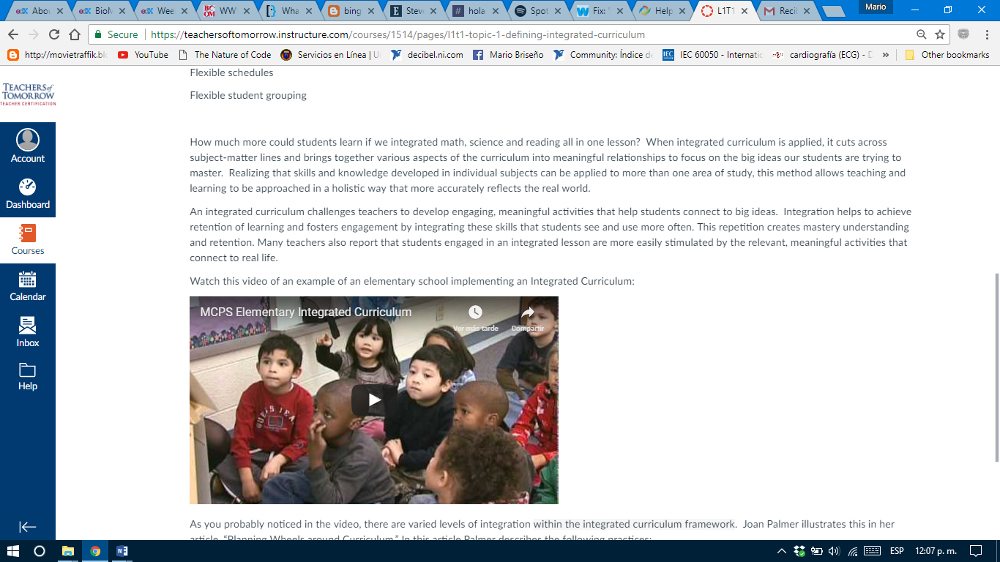 Abou
BioM
Wee
WW'
Wha
bing
Stev
hola
Spot
Fix: "
Help
L1T1
Recil
Mario
Secure https://teachersoftomorrow.instructure.com/courses/1514/pages/l1t1-topic-1-defining-integrated-curriculum
http://movietraffik.bl YouTube The Nature of Code Servicios en Línea | U decibel.ni.com Mario Briseño Community: Índice de IEC 60050 - Internatic cardiografía (ECG) - D » Other bookmarks
TEACHERS of
TOMORROW
TEACHER CERTIFICATION
Account
Dashboard
Courses
Calendar
Inbox
Help
Flexible schedules
Flexible student grouping
How much more could students learn if we integrated math, science and reading all in one lesson?  When integrated curriculum is applied, it cuts across
subject-matter lines and brings together various aspects of the curriculum into meaningful relationships to focus on the big ideas our students are trying to
master.  Realizing that skills and knowledge developed in individual subjects can be applied to more than one area of study, this method allows teaching and
learning to be approached in a holistic way that more accurately reflects the real world.
An integrated curriculum challenges teachers to develop engaging, meaningful activities that help students connect to big ideas.  Integration helps to achieve
retention of learning and fosters engagement by integrating these skills that students see and use more often. This repetition creates mastery understanding
and retention. Many teachers also report that students engaged in an integrated lesson are more easily stimulated by the relevant, meaningful activities that
connect to real life.
Watch this video of an example of an elementary school implementing an Integrated Curriculum:
MCPS Elementary Integrated Curriculum
Ver más tarde
Compartir
As you probably noticed in the video, there are varied levels of integration within the integrated curriculum framework.  Joan Palmer illustrates this in her
article, "Planning Wheels around Curriculum." In this article Palmer describes the following practices:
ESP 12:07 p. m.